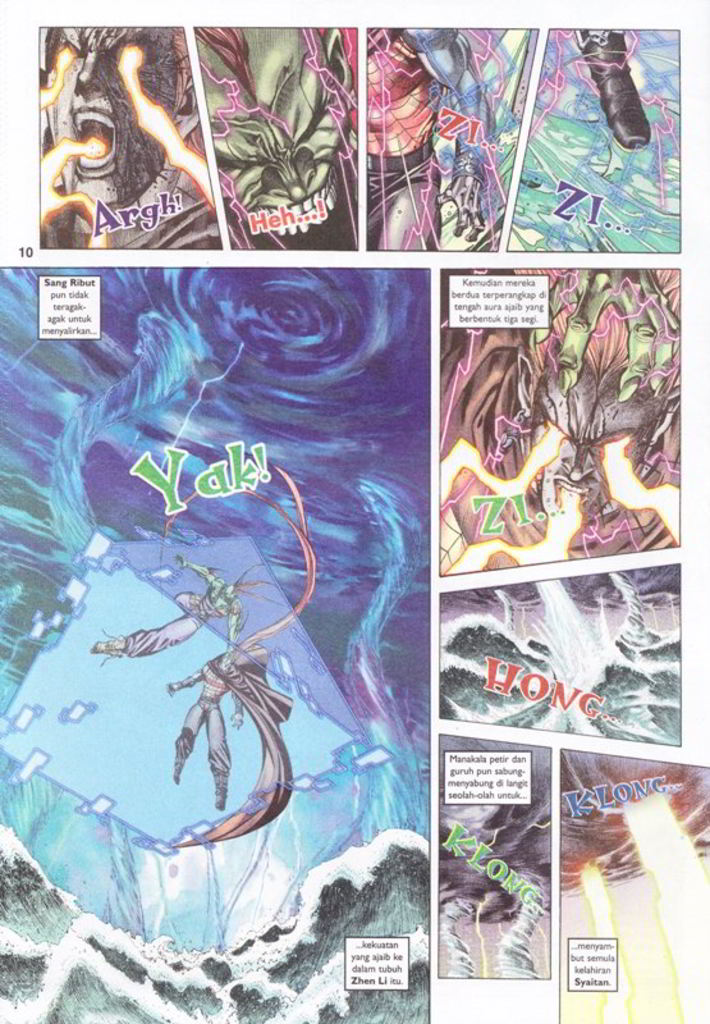 Argh!
Heh...!
ZI...
ZI...
10
Sang Ribut
pun tidak
teragak-
agak untuk
menyalirkan...
Yak!
...kekuatan
yang ajaib ke
dalam tubuh
Zhen Li itu.
Kemudian mereka
berdua terperangkap di
tengah aura ajaib yang
berbentuk tiga segi.
ZI...
HONG...
Manakala petir dan
guruh pun sabung-
menyabung di langit
seolah-olah untuk...
KLONG...
KLONG...
...menyam-
but semula
kelahiran
Syaitan.